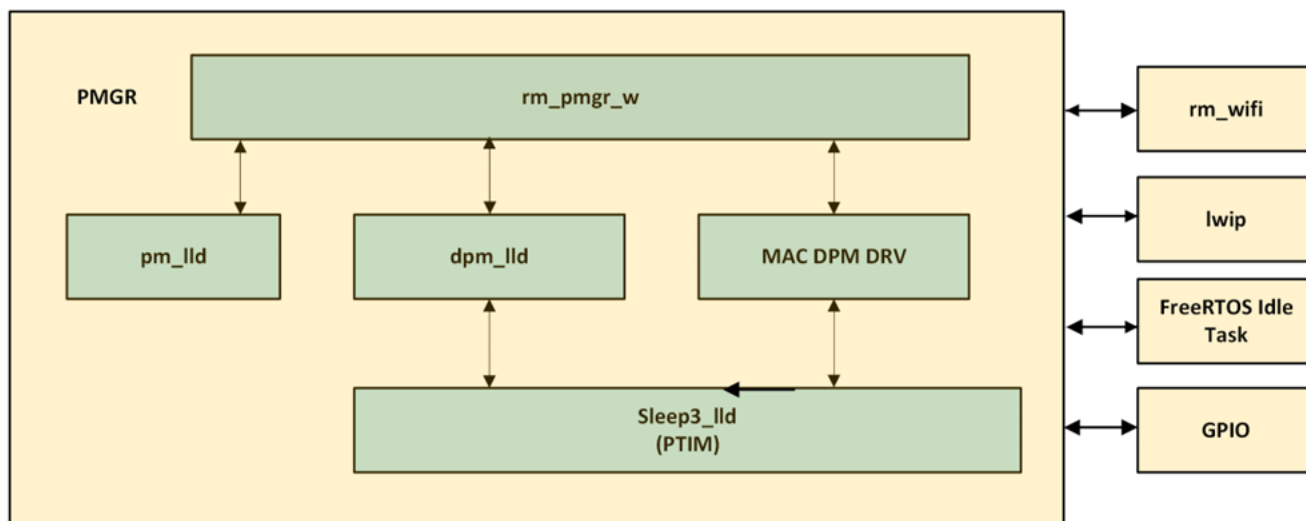 PMGR
rm_pmgr_w
pm_lld
dpm_lld
MAC DPM DRV
Sleep3_lld
(PTIM)
rm_wifi
lwip
FreeRTOS Idle
Task
GPIO